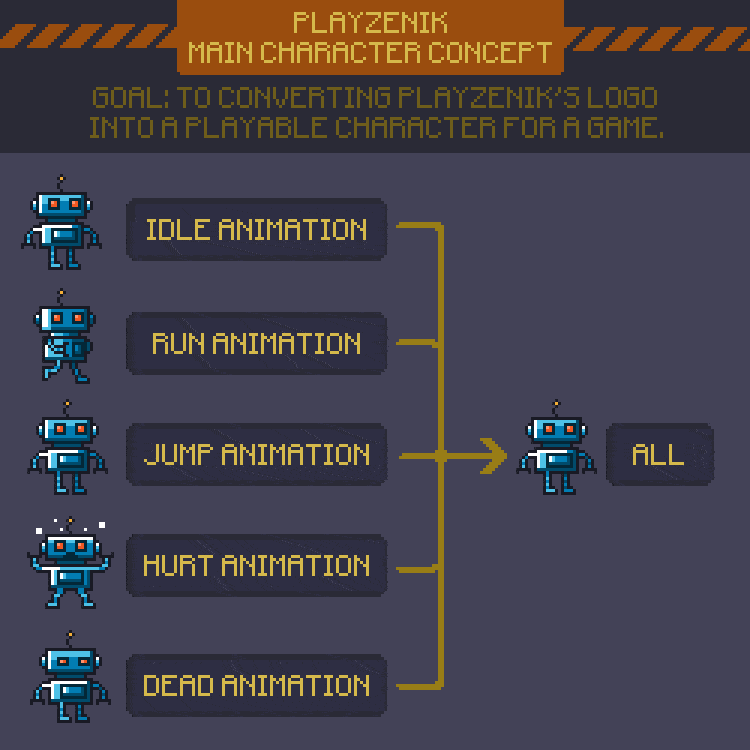 PLAYZENIK
MAIN CHARACTER CONCEPT
GOAL: TO CONVERTING PLAYZENIK'S LOGO
INTO A PLAYABLE CHARACTER FOR A GAME.
IDLE ANIMATION
RUN ANIMATION
JUMP ANIMATION
ALL
HURT ANIMATION
DEAD ANIMATION